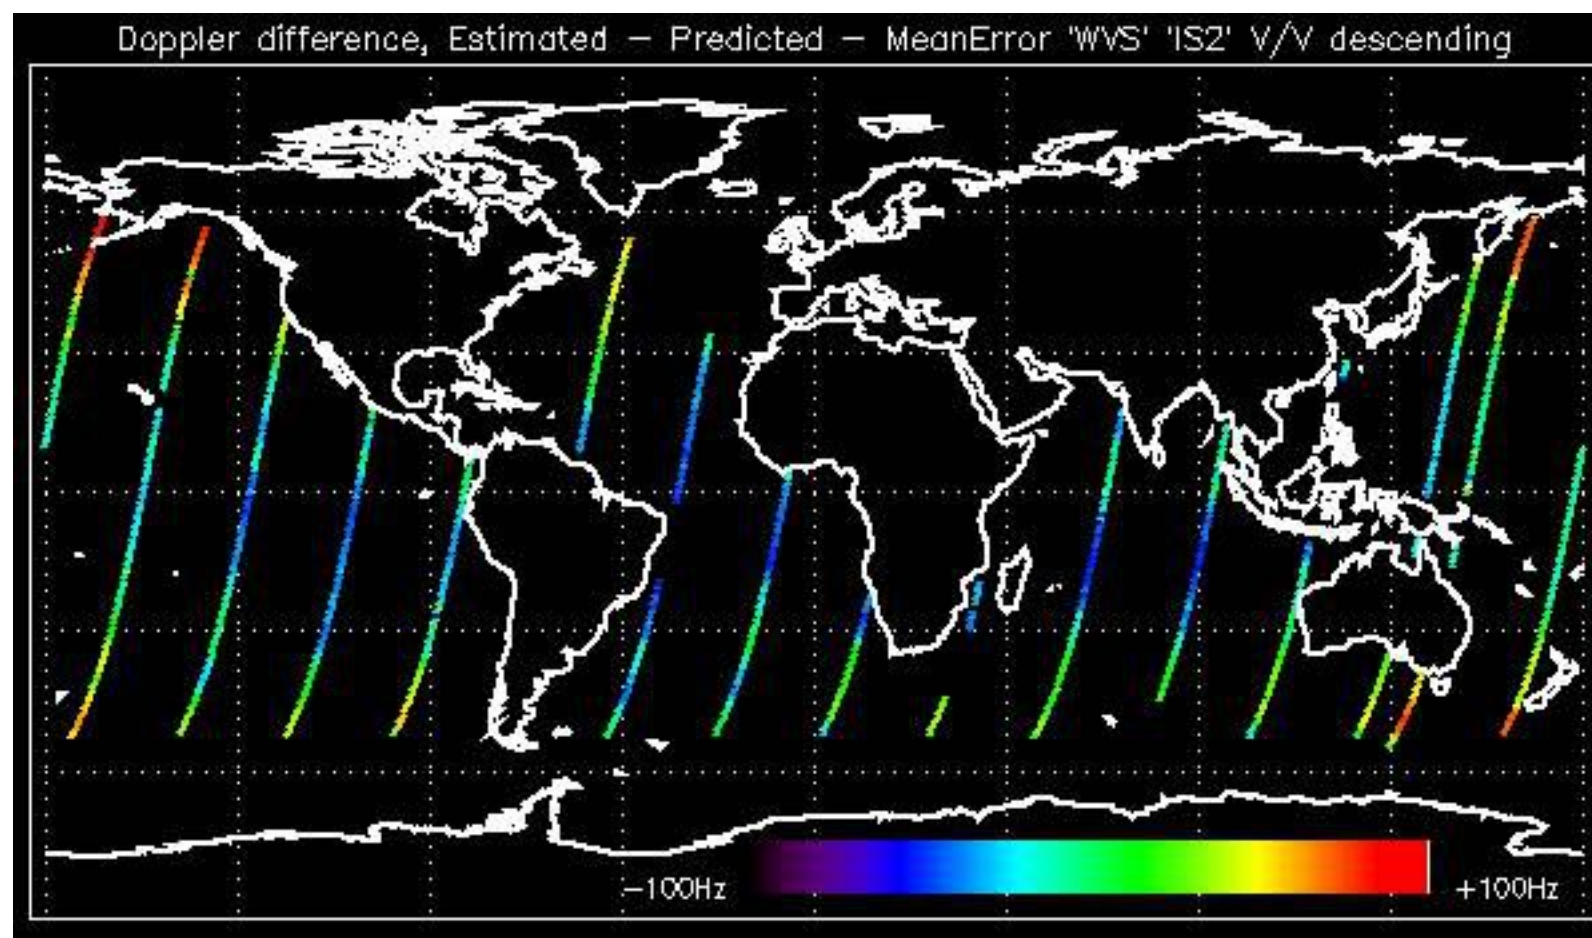 Doppler difference, Estimated – Predicted – MeanError 'WVS' 'IS2' V/V descending
−100Hz +100Hz